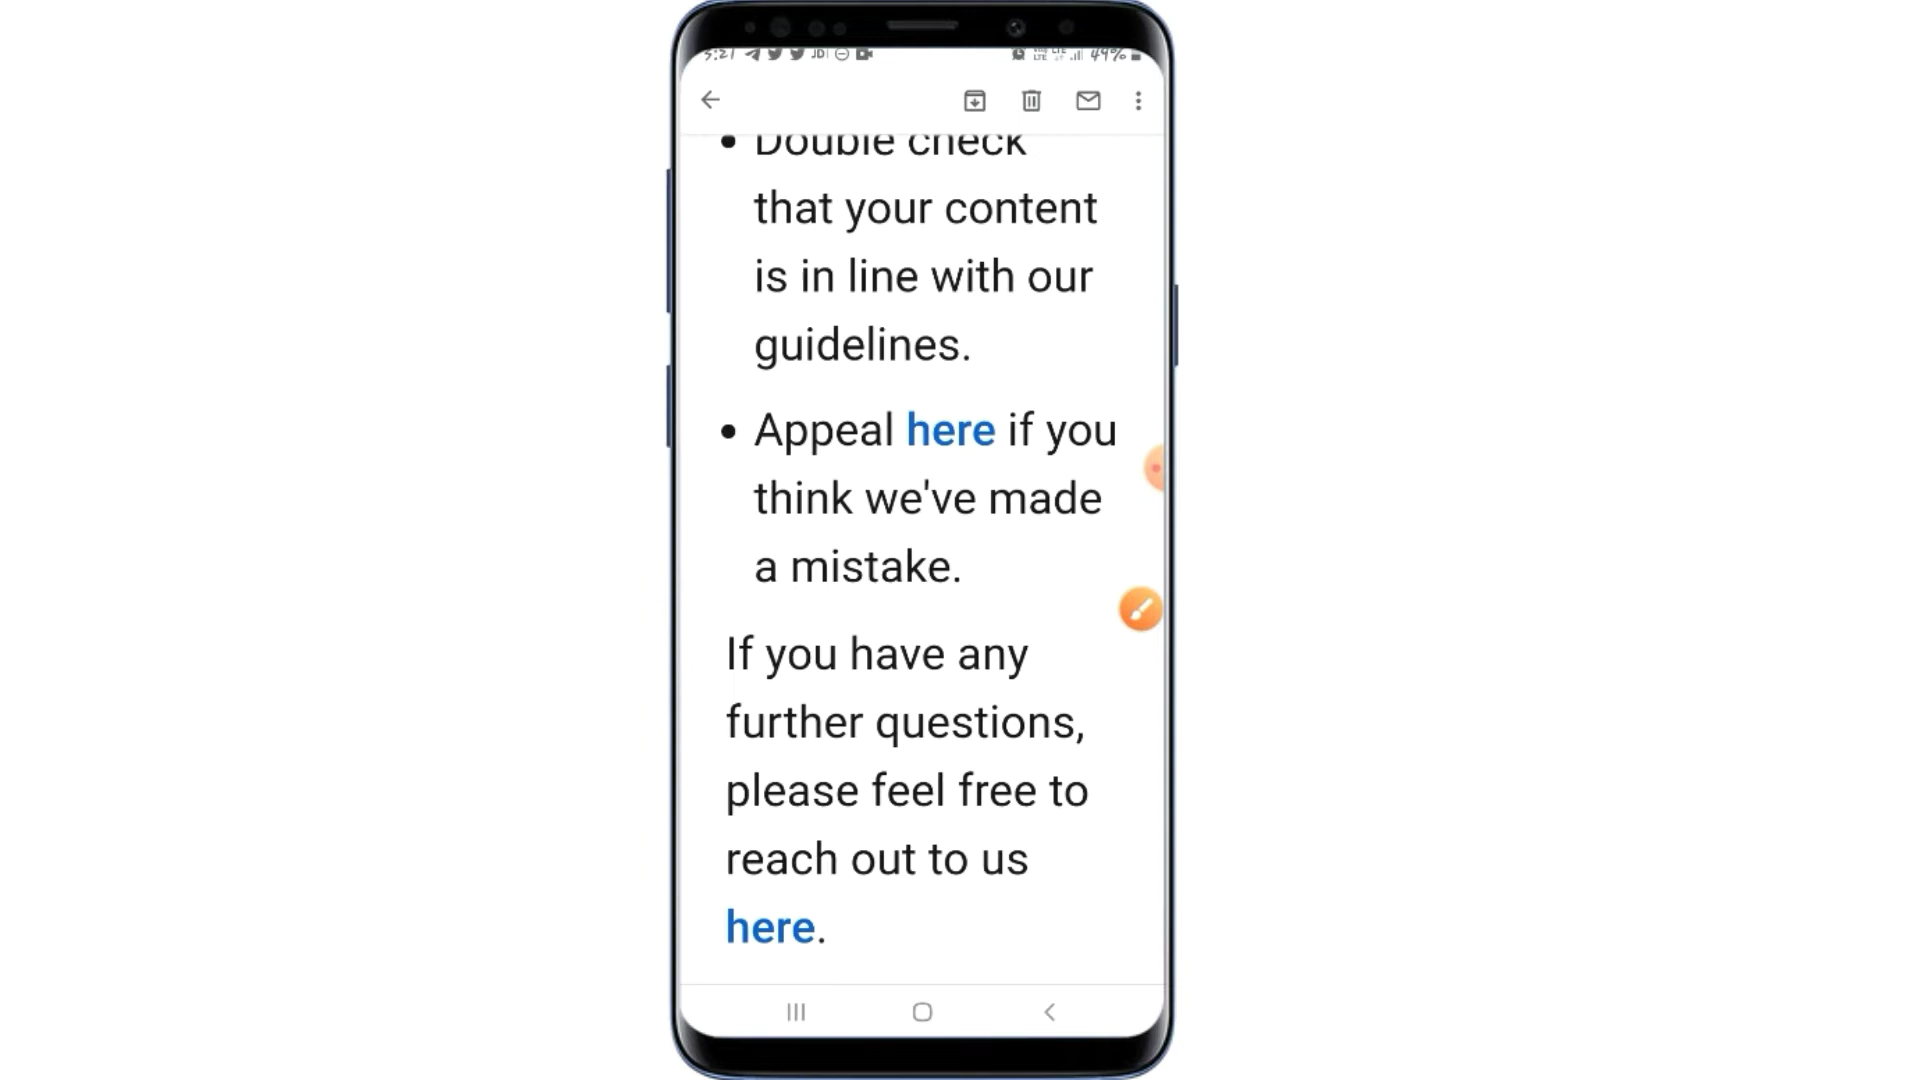 5:27 49%
Double check
that your content
is in line with our
guidelines.
Appeal here if you
think we've made
a mistake.
If you have any
further questions,
please feel free to
reach out to us
here.